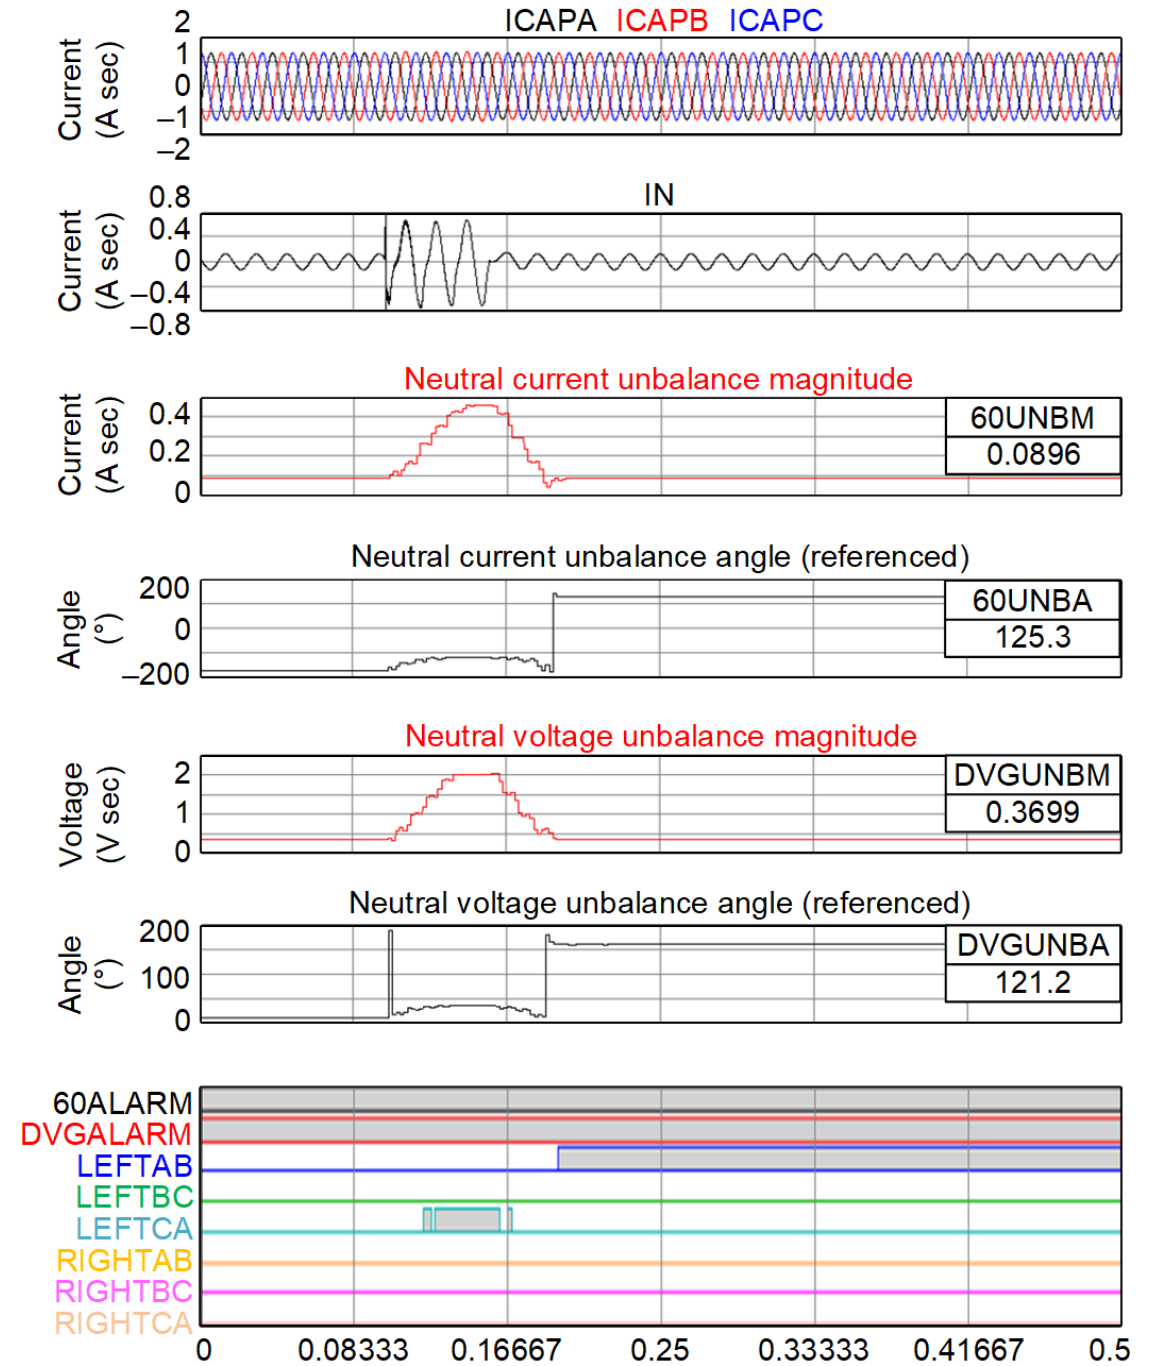 ICAPA ICAPB ICAPC
Current
(A sec)
2
1
0
–1
–2
IN
Current
(A sec)
0.8
0.4
0
–0.4
–0.8
Neutral current unbalance magnitude
Current
(A sec)
0.4
0.2
0
60UNBM
0.0896
Neutral current unbalance angle (referenced)
Angle
(°)
200
0
–200
60UNBA
125.3
Neutral voltage unbalance magnitude
Voltage
(V sec)
2
1
0
DVGUNBM
0.3699
Neutral voltage unbalance angle (referenced)
Angle
(°)
200
100
0
DVGUNBA
121.2
60ALARM
DVGALARM
LEFTAB
LEFTBC
LEFTCA
RIGHTAB
RIGHTBC
RIGHTCA
0 0.08333 0.16667 0.25 0.33333 0.41667 0.5